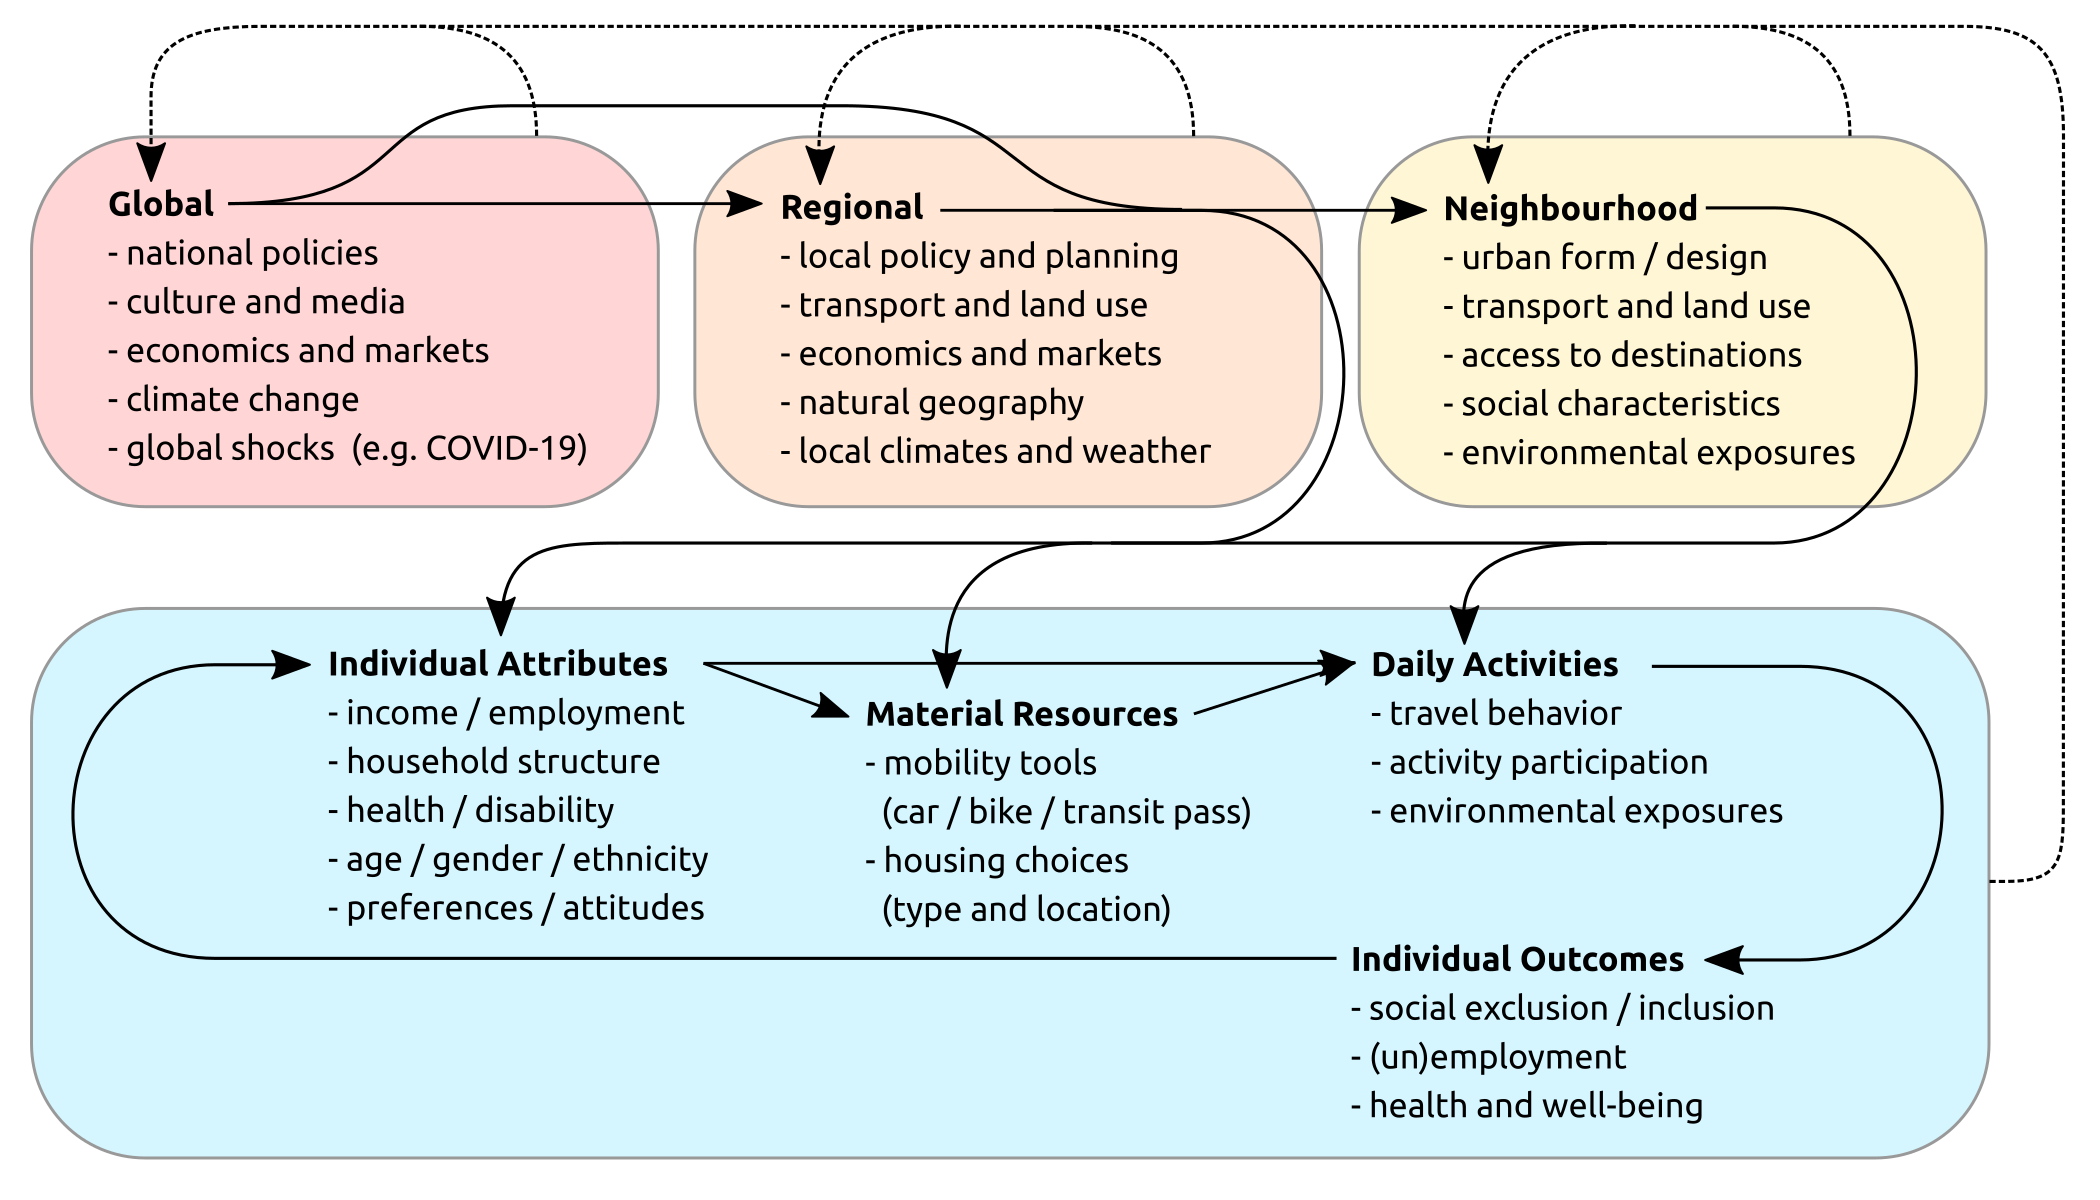 Global
- national policies
- culture and media
- economics and markets
- climate change
- global shocks  (e.g. COVID-19)
Regional
- local policy and planning
- transport and land use
- economics and markets
- natural geography
- local climates and weather
Neighbourhood
- urban form / design
- transport and land use
- access to destinations
- social characteristics
- environmental exposures
Individual Attributes
- income / employment
- household structure
- health / disability
- age / gender / ethnicity
- preferences / attitudes
Material Resources
- mobility tools
(car / bike / transit pass)
- housing choices
(type and location)
Daily Activities
- travel behavior
- activity participation
- environmental exposures
Individual Outcomes
- social exclusion / inclusion
- (un)employment
- health and well-being